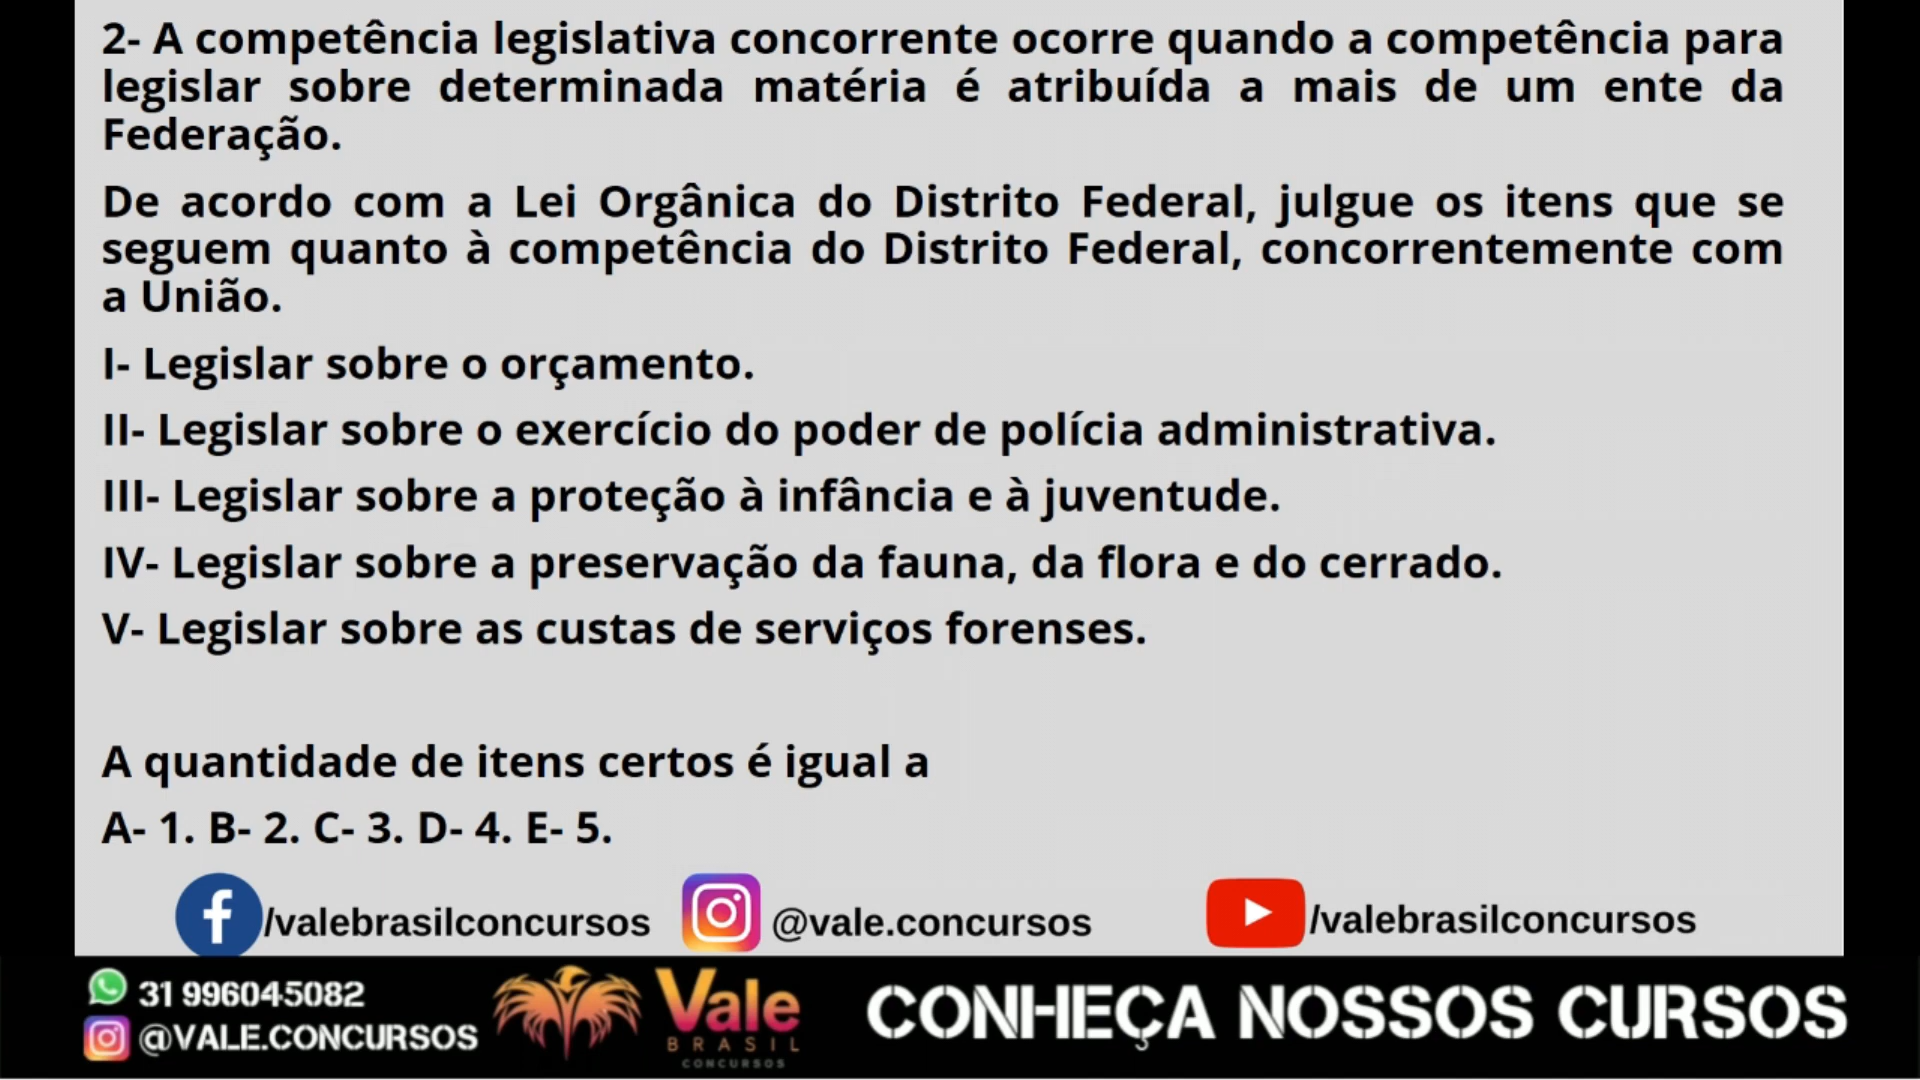 2- A competência legislativa concorrente ocorre quando a competência para
legislar sobre determinada matéria é atribuída a mais de um ente da
Federação.
De acordo com a Lei Orgânica do Distrito Federal, julgue os itens que se
seguem quanto à competência do Distrito Federal, concorrentemente com
a União.
I- Legislar sobre o orçamento.
II- Legislar sobre o exercício do poder de polícia administrativa.
III- Legislar sobre a proteção à infância e à juventude.
IV- Legislar sobre a preservação da fauna, da flora e do cerrado.
V- Legislar sobre as custas de serviços forenses.
A quantidade de itens certos é igual a
A- 1. B- 2. C- 3. D- 4. E- 5.
/valebrasilconcursos @vale.concursos /valebrasilconcursos
31 996045082
@VALE.CONCURSOS
Vale
BRASIL
CONCURSOS
CONHEÇA NOSSOS CURSOS